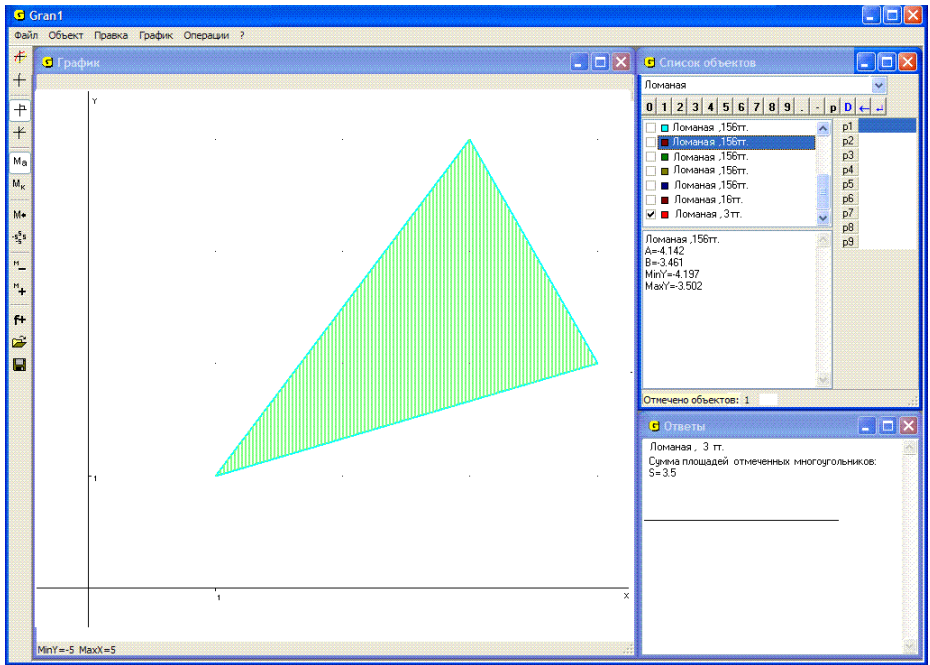 Gran1
Файл Объект Правка График Операции ?
График
Y
1
1
X
MinY=-5 MaxX=5
Ma
Мк
M+
M
M
f+
Список объектов
Ломаная
0 1 2 3 4 5 6 7 8 9 . - p D
Ломаная ,156тт.
Ломаная ,156тт.
Ломаная ,156тт.
Ломаная ,156тт.
Ломаная ,156тт.
Ломаная ,16тт.
Ломаная , 3тт.
p1
p2
p3
p4
p5
p6
p7
p8
p9
Ломаная ,156тт.
A=-4.142
B=-3.461
MinY=-4.197
MaxY=-3.502
Отмечено объектов: 1
Ответы
Ломаная , 3 тт.
Сумма площадей отмеченных многоугольников:
S=3.5